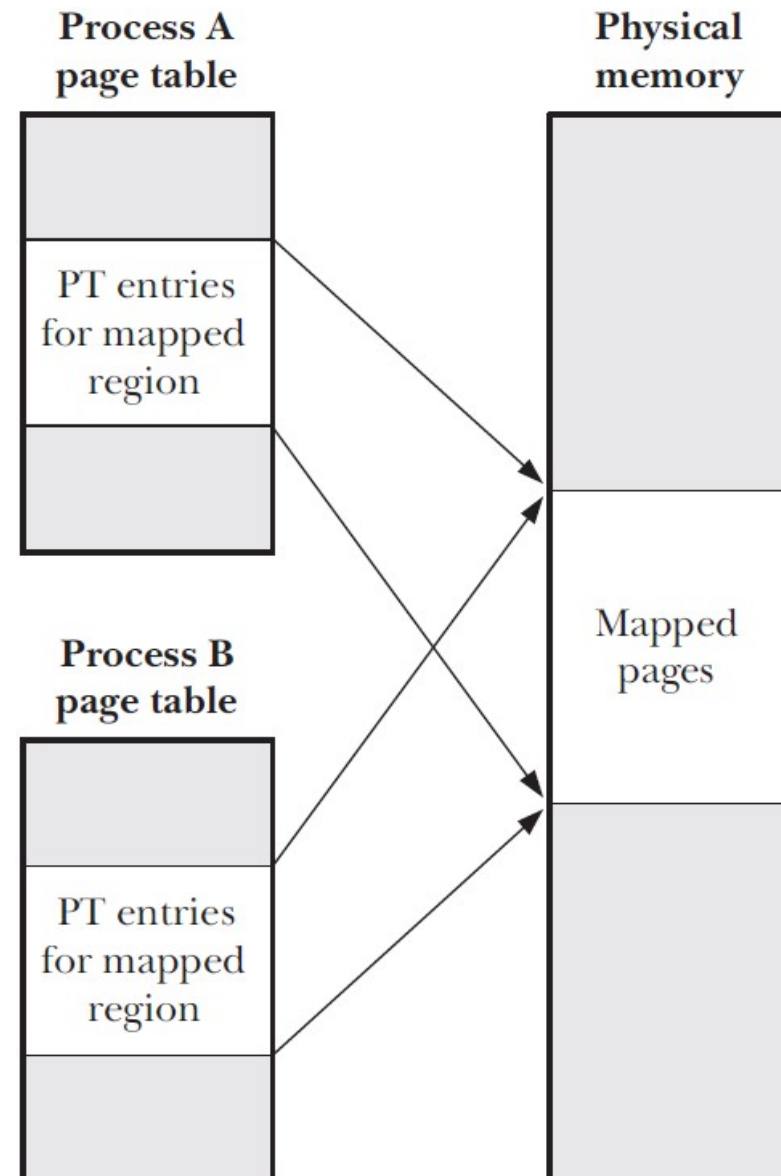 Process A
page table
PT entries
for mapped
region
Process B
page table
PT entries
for mapped
region
Physical
memory
Mapped
pages